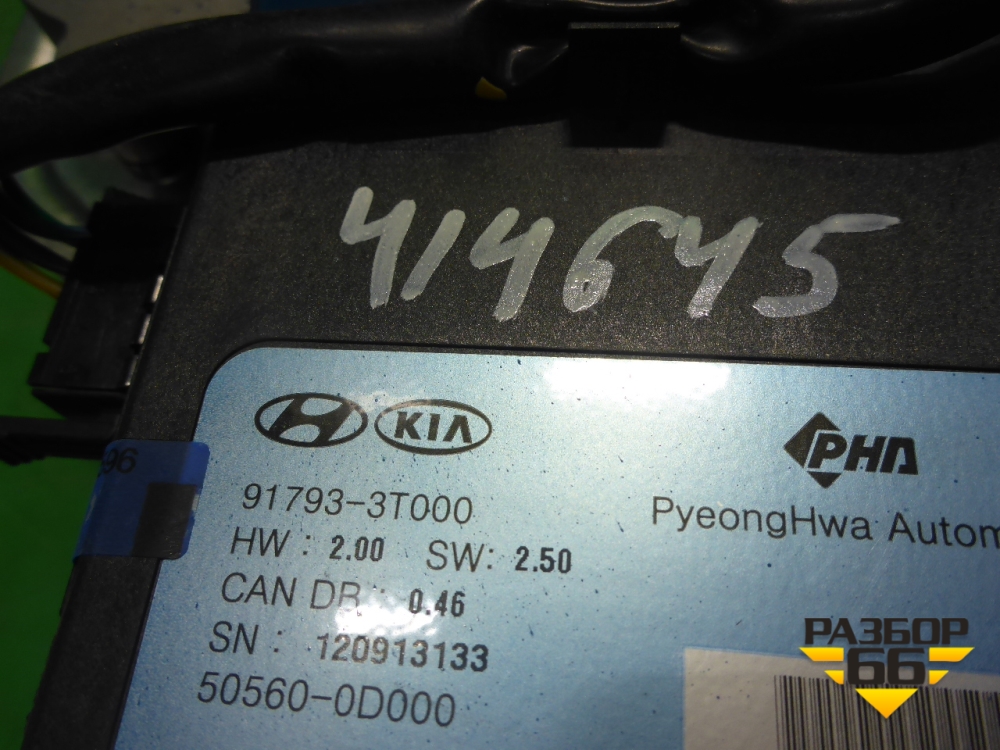 414645
KIA
PHA
91793-3T000
PyeongHwa Autom
HW : 2.00 SW: 2.50
CAN DB : 0.46
SN : 120913133
50560-0D000
96
РАЗБОР
66